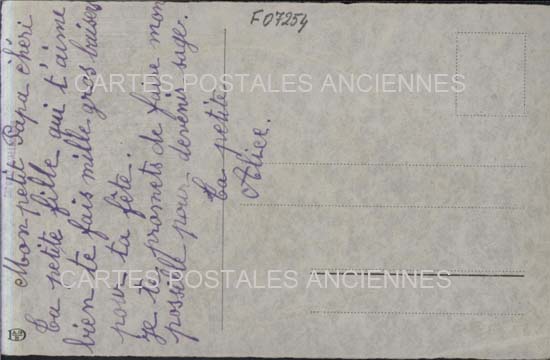 F07254
Mon petit Papa chéri
Ta petite fille qui t'aime
bien te fais mille gros baisers
pour ta fête.
Je te promets de faire mon
possible pour devenir sage.
Ta petite
Alice.
CARTES POSTALES ANCIENNES
CARTES POSTALES ANCIENNES